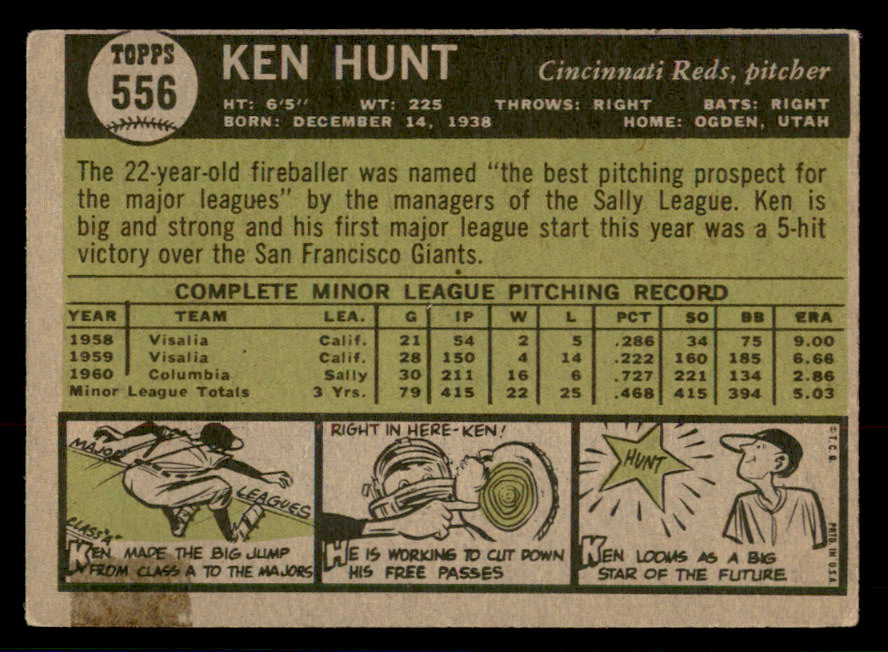 TOPPS
556
KEN HUNT
Cincinnati Reds, pitcher
HT: 6'5" WT: 225 THROWS: RIGHT BATS: RIGHT
BORN: DECEMBER 14, 1938 HOME: OGDEN, UTAH
The 22-year-old fireballer was named "the best pitching prospect for
the major leagues" by the managers of the Sally League. Ken is
big and strong and his first major league start this year was a 5-hit
victory over the San Francisco Giants.
COMPLETE MINOR LEAGUE PITCHING RECORD
YEAR TEAM LEA. G IP W L PCT SO BB ERA
1958 Visalia Calif. 21 54 2 5 .286 34 75 9.00
1959 Visalia Calif. 28 150 4 14 .222 160 185 6.66
1960 Columbia Sally 30 211 16 6 .727 221 134 2.86
Minor League Totals 3 Yrs. 79 415 22 25 .468 415 394 5.03
MAJOR
LEAGUES
CLASS "A"
KEN MADE THE BIG JUMP
FROM CLASS A TO THE MAJORS
RIGHT IN HERE-KEN!
HE IS WORKING TO CUT DOWN
HIS FREE PASSES
HUNT
KEN LOOMS AS A BIG
STAR OF THE FUTURE
© T.C.G.
PRTD. IN U.S.A.